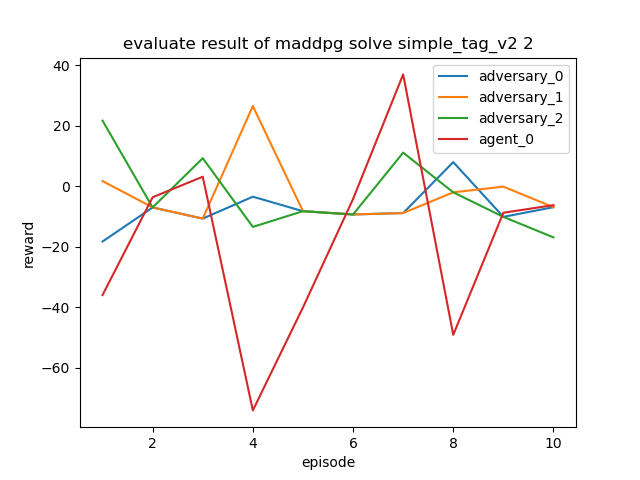 evaluate result of maddpg solve simple_tag_v2 2
40
20
0
−20
−40
−60
reward
2
4
6
8
10
episode
adversary_0
adversary_1
adversary_2
agent_0